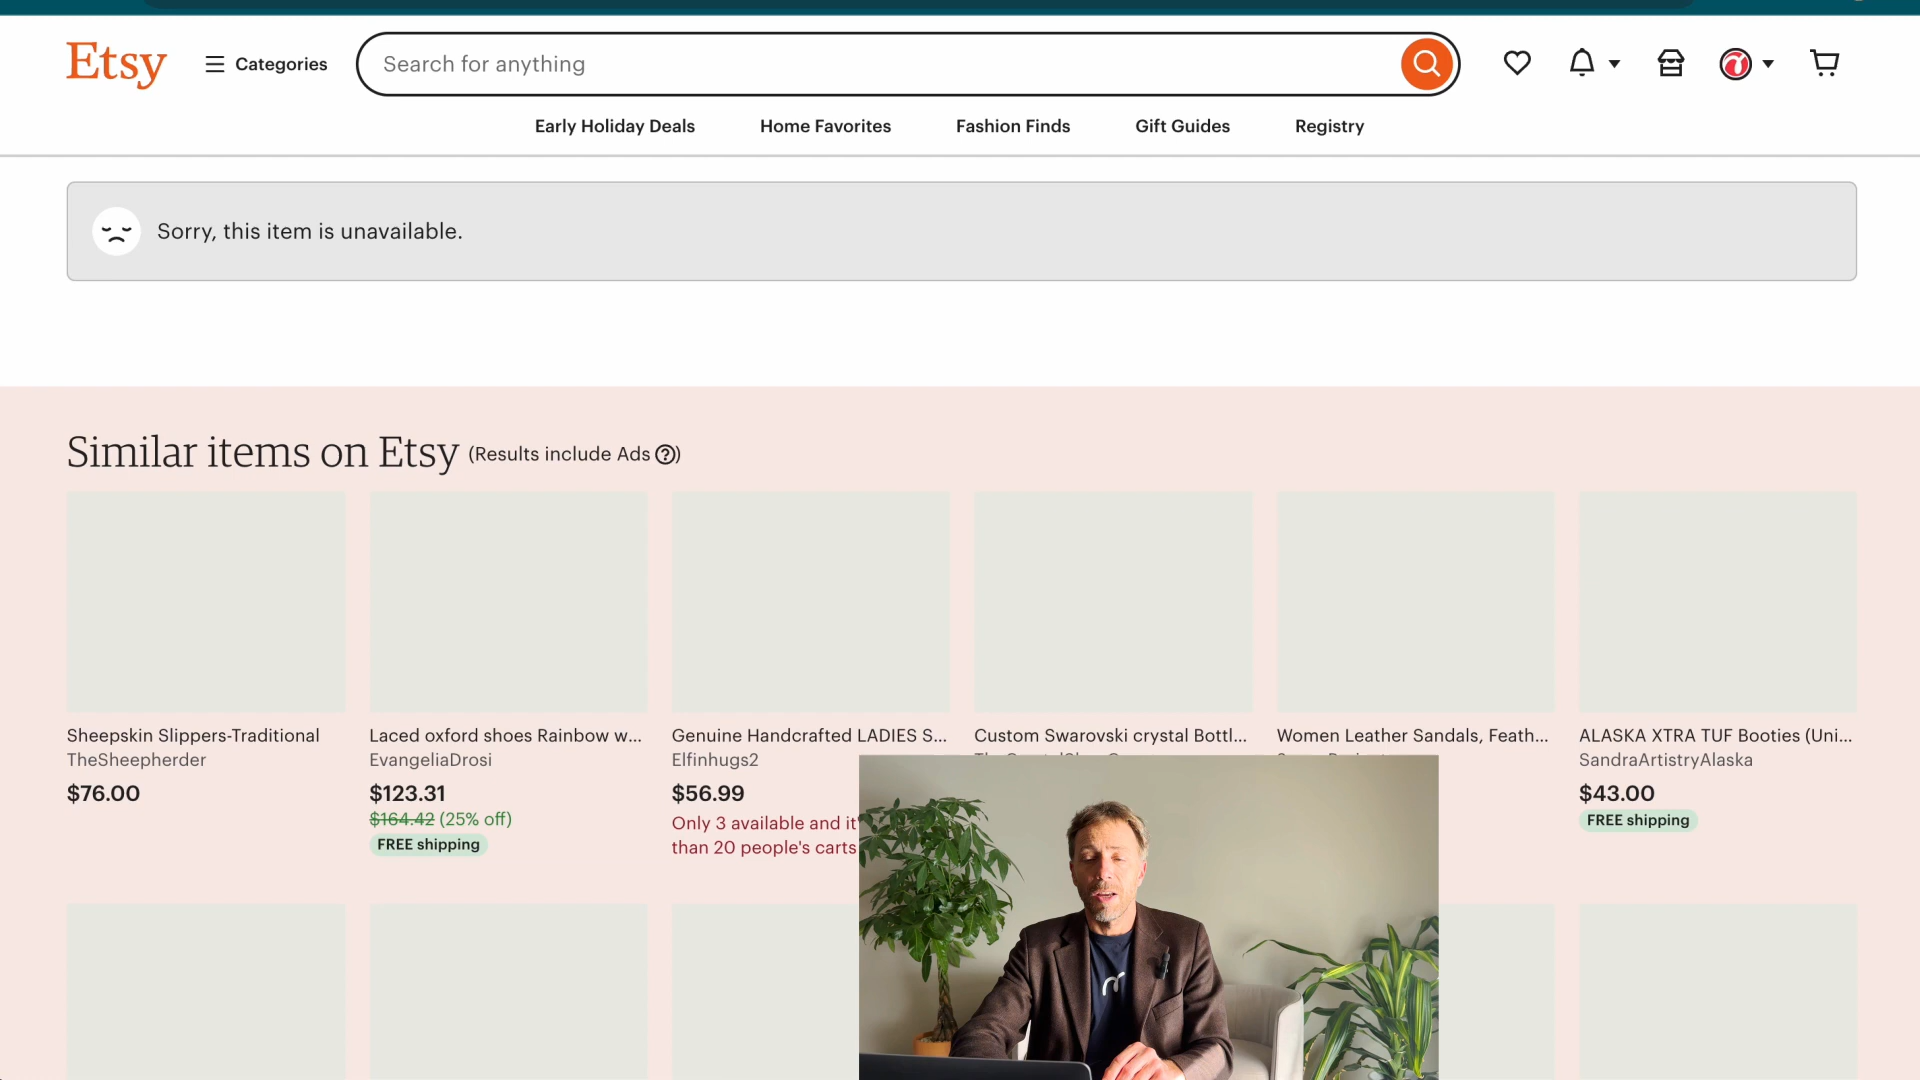 Etsy
Categories
Search for anything
Early Holiday Deals
Home Favorites
Fashion Finds
Gift Guides
Registry
Sorry, this item is unavailable.
Similar items on Etsy (Results include Ads ?)
Sheepskin Slippers-Traditional
TheSheepherder
$76.00
Laced oxford shoes Rainbow w...
EvangeliaDrosi
$123.31
$164.42 (25% off)
FREE shipping
Genuine Handcrafted LADIES S...
Elfinhugs2
$56.99
Only 3 available and it'
than 20 people's carts
Custom Swarovski crystal Bottl...
Women Leather Sandals, Feath...
ALASKA XTRA TUF Booties (Uni...
SandraArtistryAlaska
$43.00
FREE shipping